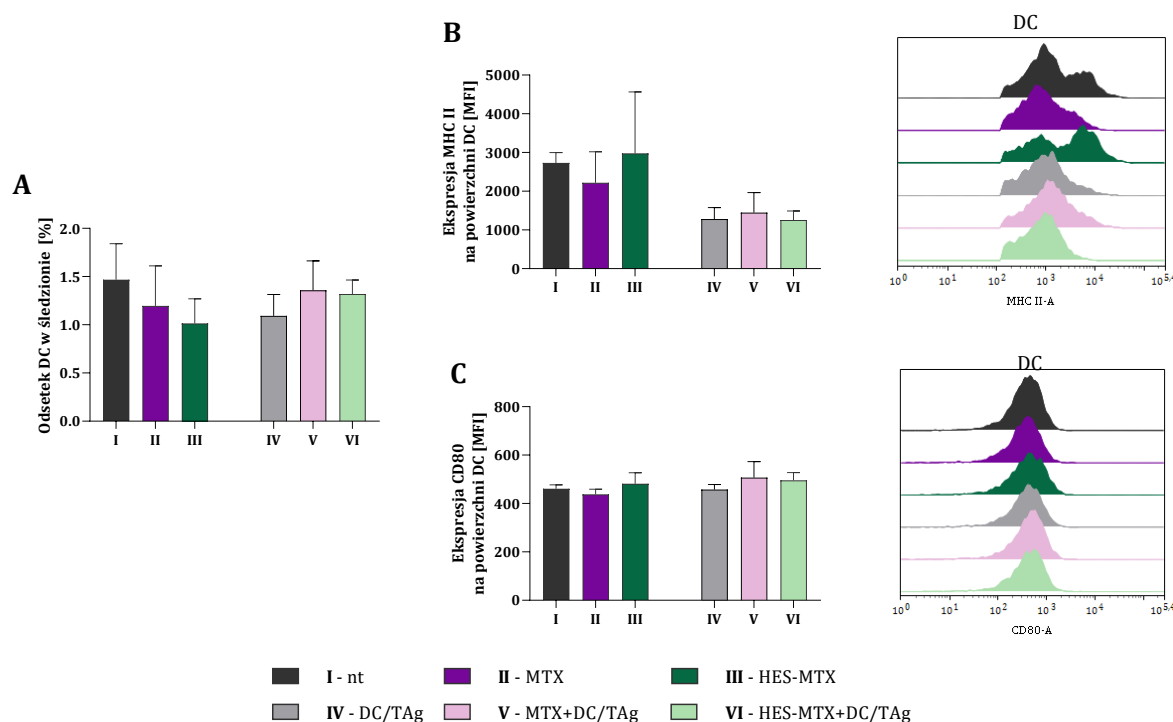 A
Odsetek DC w śledzionie [%]
2.0
1.5
1.0
0.5
0.0
I II III IV V VI
B
Ekspresja MHC II
na powierzchni DC [MFI]
5000
4000
3000
2000
1000
0
I II III IV V VI
DC
10⁰ 10¹ 10² 10³ 10⁴ 10⁵,⁴
MHC II-A
C
Ekspresja CD80
na powierzchni DC [MFI]
800
600
400
200
0
I II III IV V VI
DC
10⁰ 10¹ 10² 10³ 10⁴ 10⁵,⁴
CD80-A
I - nt II - MTX III - HES-MTX
IV - DC/TAg V - MTX+DC/TAg VI - HES-MTX+DC/TAg